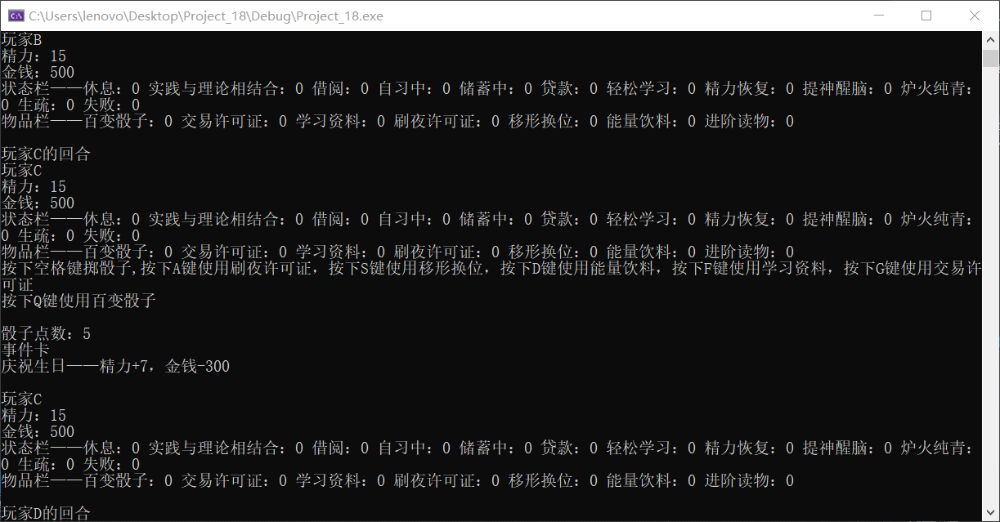 C:\Users\lenovo\Desktop\Project_18\Debug\Project_18.exe
玩家B
精力：15
金钱：500
状态栏——休息：0 实践与理论相结合：0 借阅：0 自习中：0 储蓄中：0 贷款：0 轻松学习：0 精力恢复：0 提神醒脑：0 炉火纯青：
0 生疏：0 失败：0
物品栏——百变骰子：0 交易许可证：0 学习资料：0 刷夜许可证：0 移形换位：0 能量饮料：0 进阶读物：0
玩家C的回合
玩家C
精力：15
金钱：500
状态栏——休息：0 实践与理论相结合：0 借阅：0 自习中：0 储蓄中：0 贷款：0 轻松学习：0 精力恢复：0 提神醒脑：0 炉火纯青：
0 生疏：0 失败：0
物品栏——百变骰子：0 交易许可证：0 学习资料：0 刷夜许可证：0 移形换位：0 能量饮料：0 进阶读物：0
按下空格键掷骰子,按下A键使用刷夜许可证，按下S键使用移形换位，按下D键使用能量饮料，按下F键使用学习资料，按下G键使用交易许
可证
按下Q键使用百变骰子
骰子点数：5
事件卡
庆祝生日——精力+7，金钱-300
玩家C
精力：15
金钱：500
状态栏——休息：0 实践与理论相结合：0 借阅：0 自习中：0 储蓄中：0 贷款：0 轻松学习：0 精力恢复：0 提神醒脑：0 炉火纯青：
0 生疏：0 失败：0
物品栏——百变骰子：0 交易许可证：0 学习资料：0 刷夜许可证：0 移形换位：0 能量饮料：0 进阶读物：0
玩家D的回合